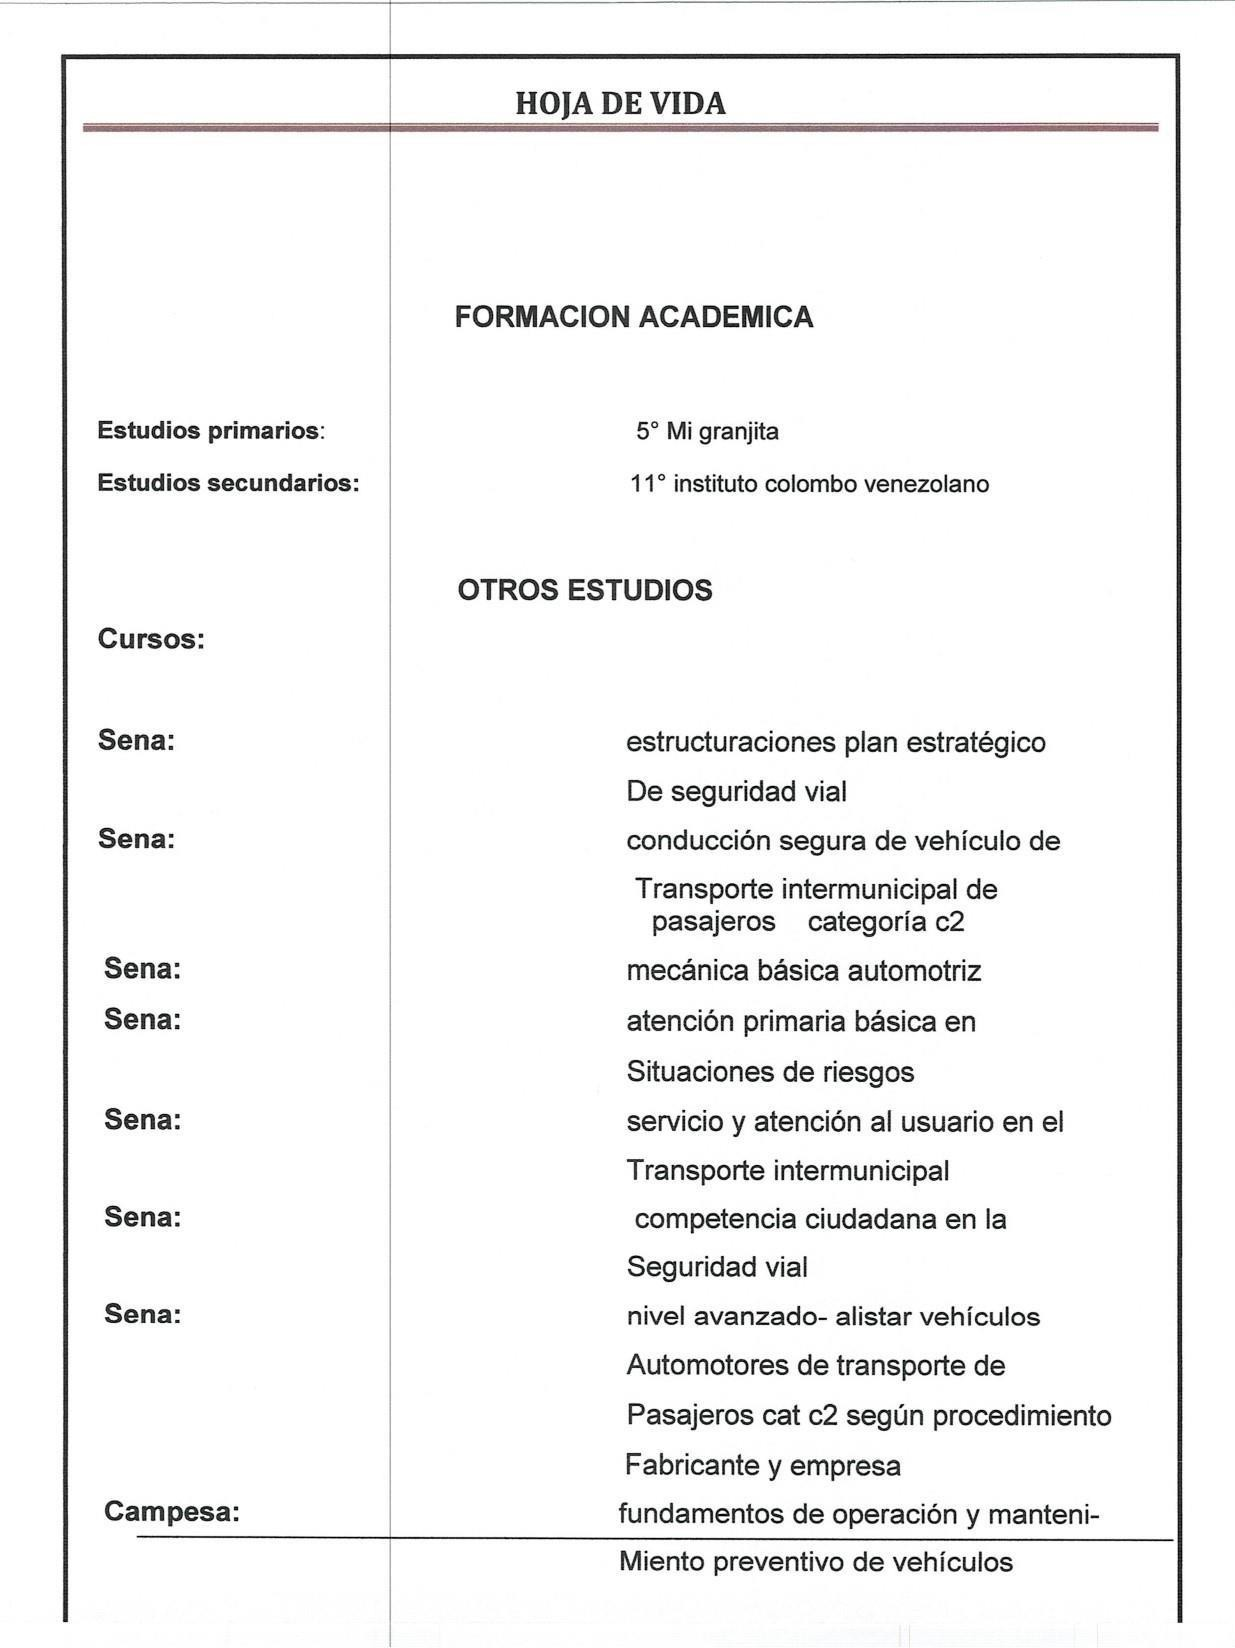 HOJA DE VIDA
FORMACION ACADEMICA
Estudios primarios: 5° Mi granjita
Estudios secundarios: 11° instituto colombo venezolano
OTROS ESTUDIOS
Cursos:
Sena: estructuraciones plan estratégico
De seguridad vial
Sena: conducción segura de vehículo de
Transporte intermunicipal de
pasajeros categoría c2
Sena: mecánica básica automotriz
Sena: atención primaria básica en
Situaciones de riesgos
Sena: servicio y atención al usuario en el
Transporte intermunicipal
Sena: competencia ciudadana en la
Seguridad vial
Sena: nivel avanzado- alistar vehículos
Automotores de transporte de
Pasajeros cat c2 según procedimiento
Fabricante y empresa
Campesa: fundamentos de operación y manteni-
Miento preventivo de vehículos